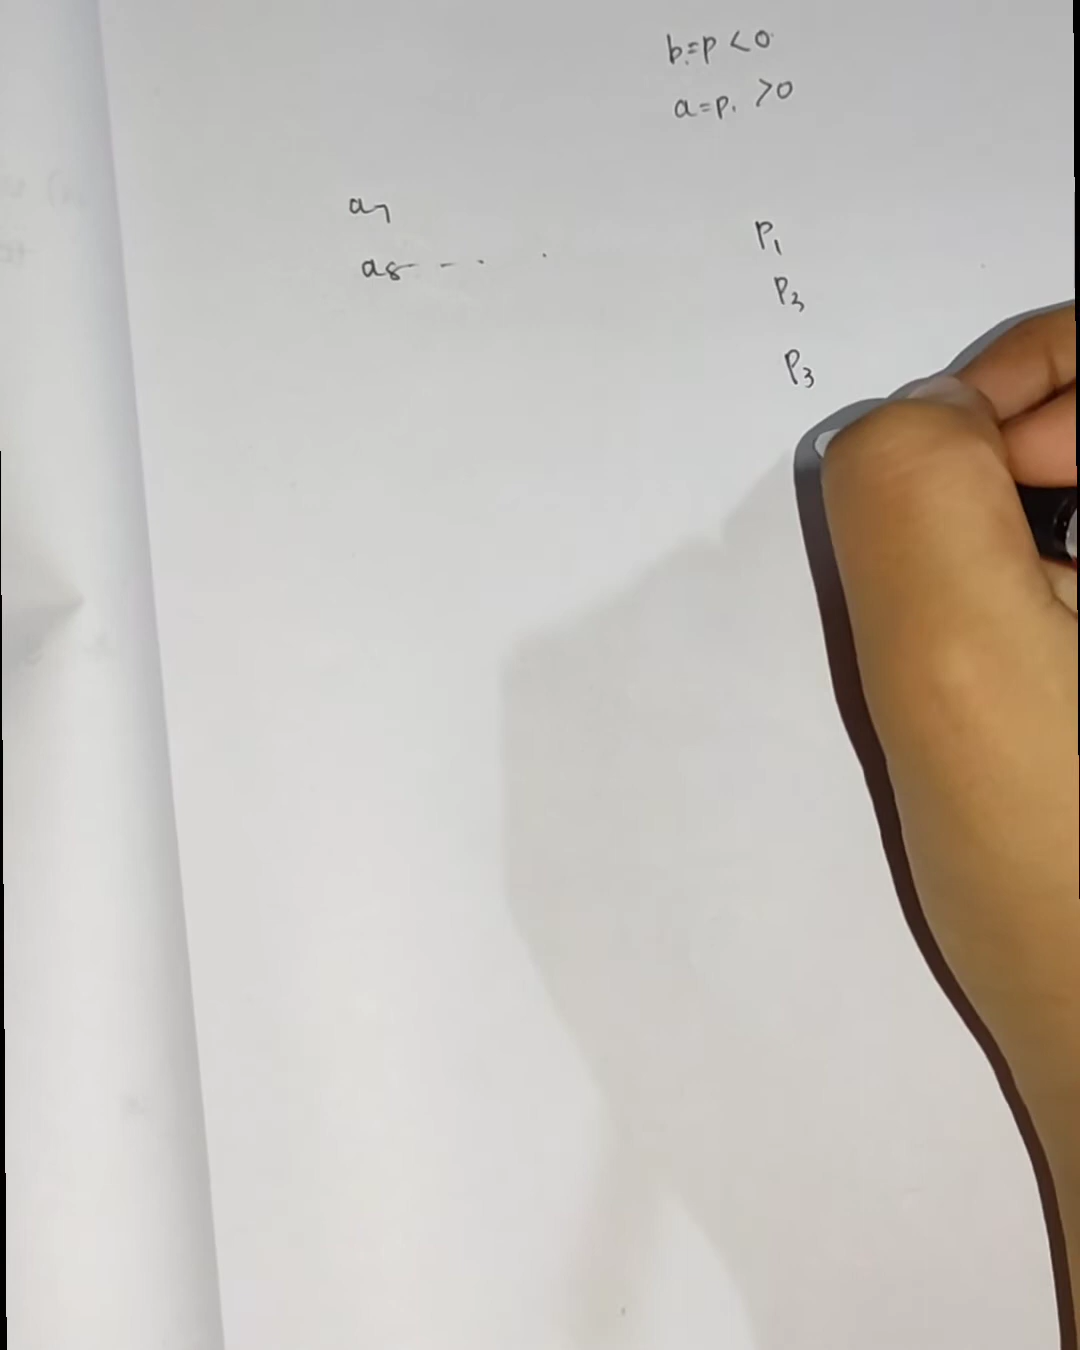 b=p <0
a=p. >0
a7
a8 - - . .
P1
P2
P3